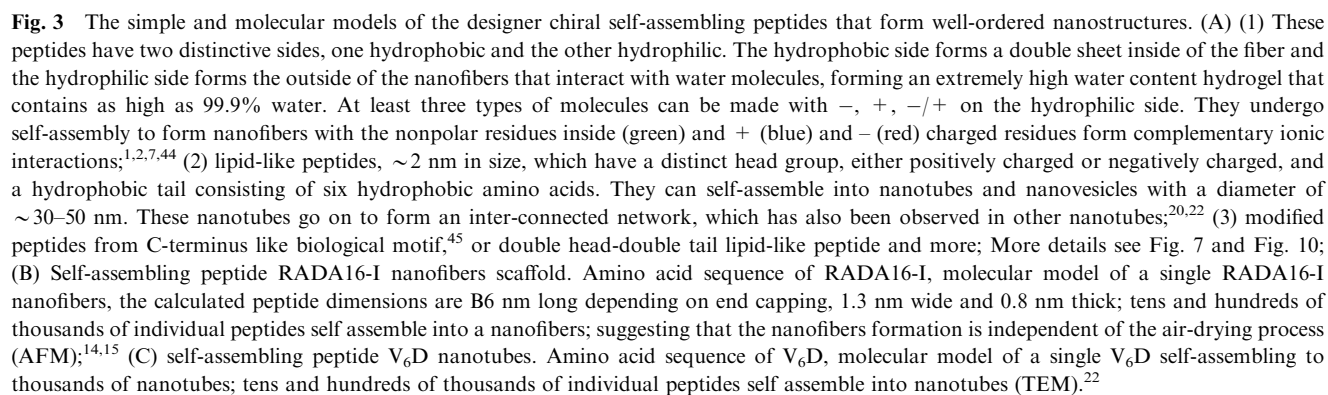 Fig. 3 The simple and molecular models of the designer chiral self-assembling peptides that form well-ordered nanostructures. (A) (1) These
peptides have two distinctive sides, one hydrophobic and the other hydrophilic. The hydrophobic side forms a double sheet inside of the fiber and
the hydrophilic side forms the outside of the nanofibers that interact with water molecules, forming an extremely high water content hydrogel that
contains as high as 99.9% water. At least three types of molecules can be made with −, +, −/+ on the hydrophilic side. They undergo
self-assembly to form nanofibers with the nonpolar residues inside (green) and + (blue) and – (red) charged residues form complementary ionic
interactions;1,2,7,44 (2) lipid-like peptides, ~2 nm in size, which have a distinct head group, either positively charged or negatively charged, and
a hydrophobic tail consisting of six hydrophobic amino acids. They can self-assemble into nanotubes and nanovesicles with a diameter of
~30–50 nm. These nanotubes go on to form an inter-connected network, which has also been observed in other nanotubes;20,22 (3) modified
peptides from C-terminus like biological motif,45 or double head-double tail lipid-like peptide and more; More details see Fig. 7 and Fig. 10;
(B) Self-assembling peptide RADA16-I nanofibers scaffold. Amino acid sequence of RADA16-I, molecular model of a single RADA16-I
nanofibers, the calculated peptide dimensions are B6 nm long depending on end capping, 1.3 nm wide and 0.8 nm thick; tens and hundreds of
thousands of individual peptides self assemble into a nanofibers; suggesting that the nanofibers formation is independent of the air-drying process
(AFM);14,15 (C) self-assembling peptide V6D nanotubes. Amino acid sequence of V6D, molecular model of a single V6D self-assembling to
thousands of nanotubes; tens and hundreds of thousands of individual peptides self assemble into nanotubes (TEM).22